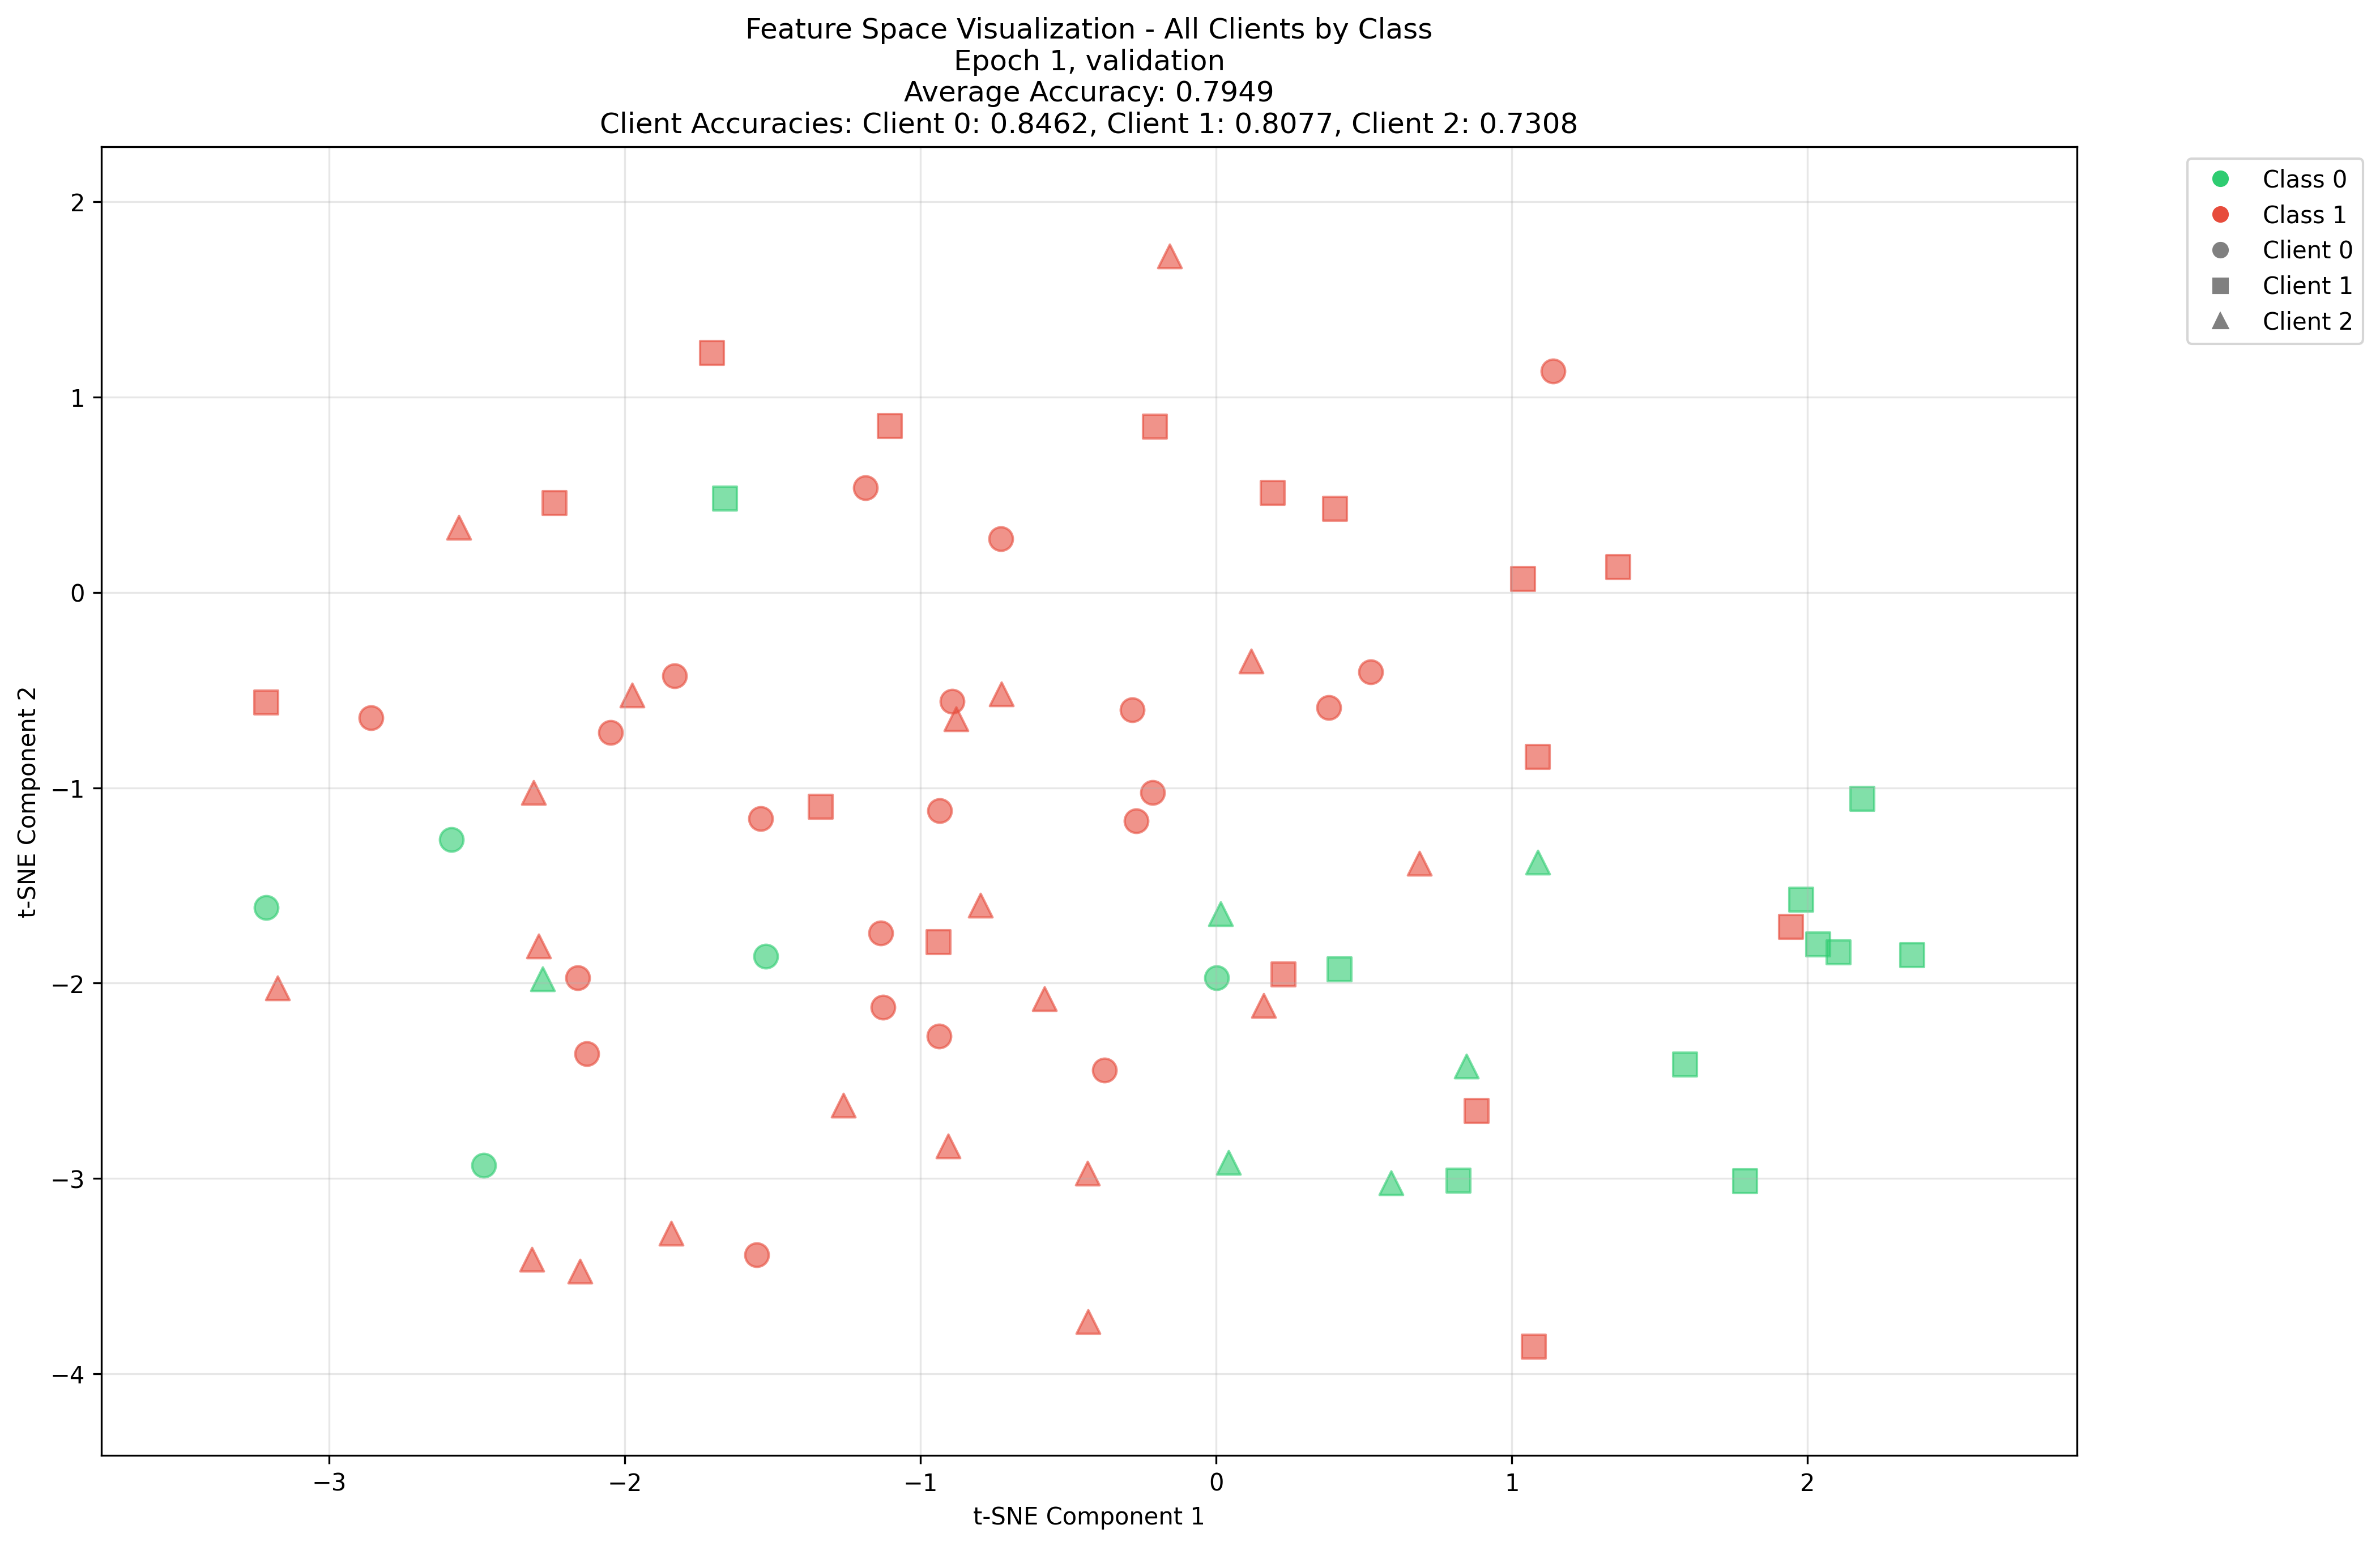 Feature Space Visualization - All Clients by Class
Epoch 1, validation
Average Accuracy: 0.7949
Client Accuracies: Client 0: 0.8462, Client 1: 0.8077, Client 2: 0.7308
Class 0
Class 1
Client 0
Client 1
Client 2
t-SNE Component 2
2
1
0
−1
−2
−3
−4
−3
−2
−1
0
1
2
t-SNE Component 1